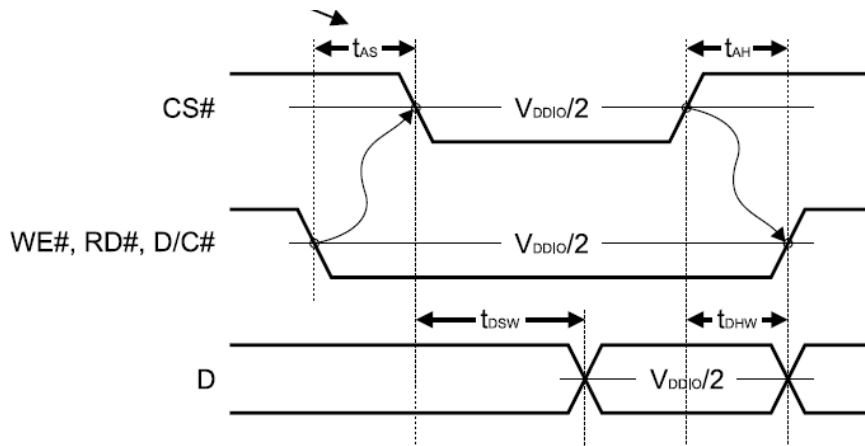 tAS tAH
CS# VDDIO/2
WE#, RD#, D/C# VDDIO/2
tDSW tDHW
D VDDIO/2